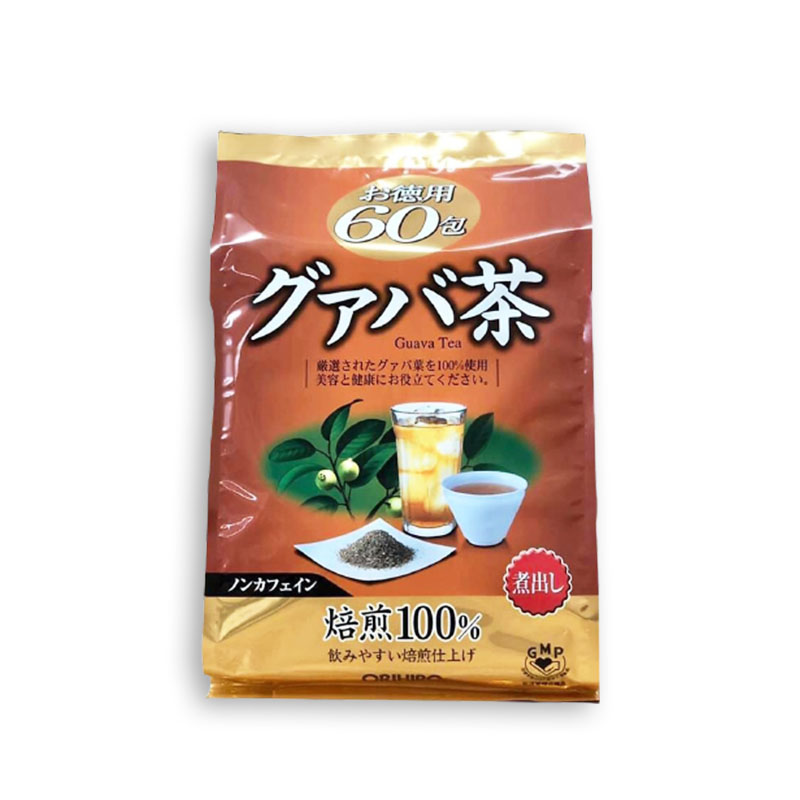 お徳用
60包
グァバ茶
Guava Tea
厳選されたグァバ葉を100%使用
美容と健康にお役立てください。
ノンカフェイン
煮出し
焙煎100%
飲みやすい焙煎仕上げ
GMP
ORIHIRO